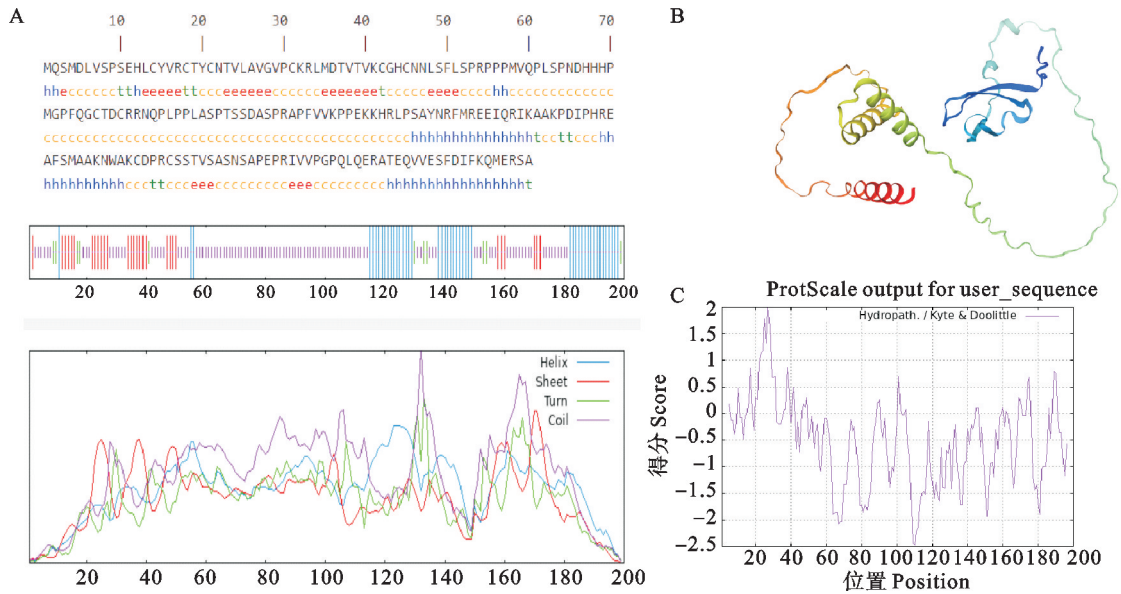 A
10 20 30 40 50 60 70
MQSMDLVSPSEHLCYVRCTYCNTVLAVGVPCKRLMDTVTVKCGHCNNLSFLSPRPPPMVQPLSPNDHHHP
hheccccccttheeeeettccceeeeeecccccceeeeeeetccccceeeecccchhccccccccccccc
MGPFQGCTDCRRNQPLPPLASPTSSDASPRAPFVVKPPEKKHRLPSAYNRFMREEIQRIKAAKPDIPHRE
ccccccccccccccccccccccccccccccccccccccccccccchhhhhhhhhhhhhhhtccttccchh
AFSMAAKNWAKCDPRCSSTVSASNSAPEPRIVVPGPQLQERATEQVVESFDIFKQMERSA
hhhhhhhhhhcccttccceeeccccccccceeeccccccccchhhhhhhhhhhhhhhhht
20 40 60 80 100 120 140 160 180 200
Helix
Sheet
Turn
Coil
20 40 60 80 100 120 140 160 180 200
B
C
ProtScale output for user_sequence
Hydropath. / Kyte & Doolittle
2
1.5
1
0.5
0
−0.5
−1
−1.5
−2
−2.5
得分 Score
20 40 60 80 100 120 140 160 180 200
位置 Position